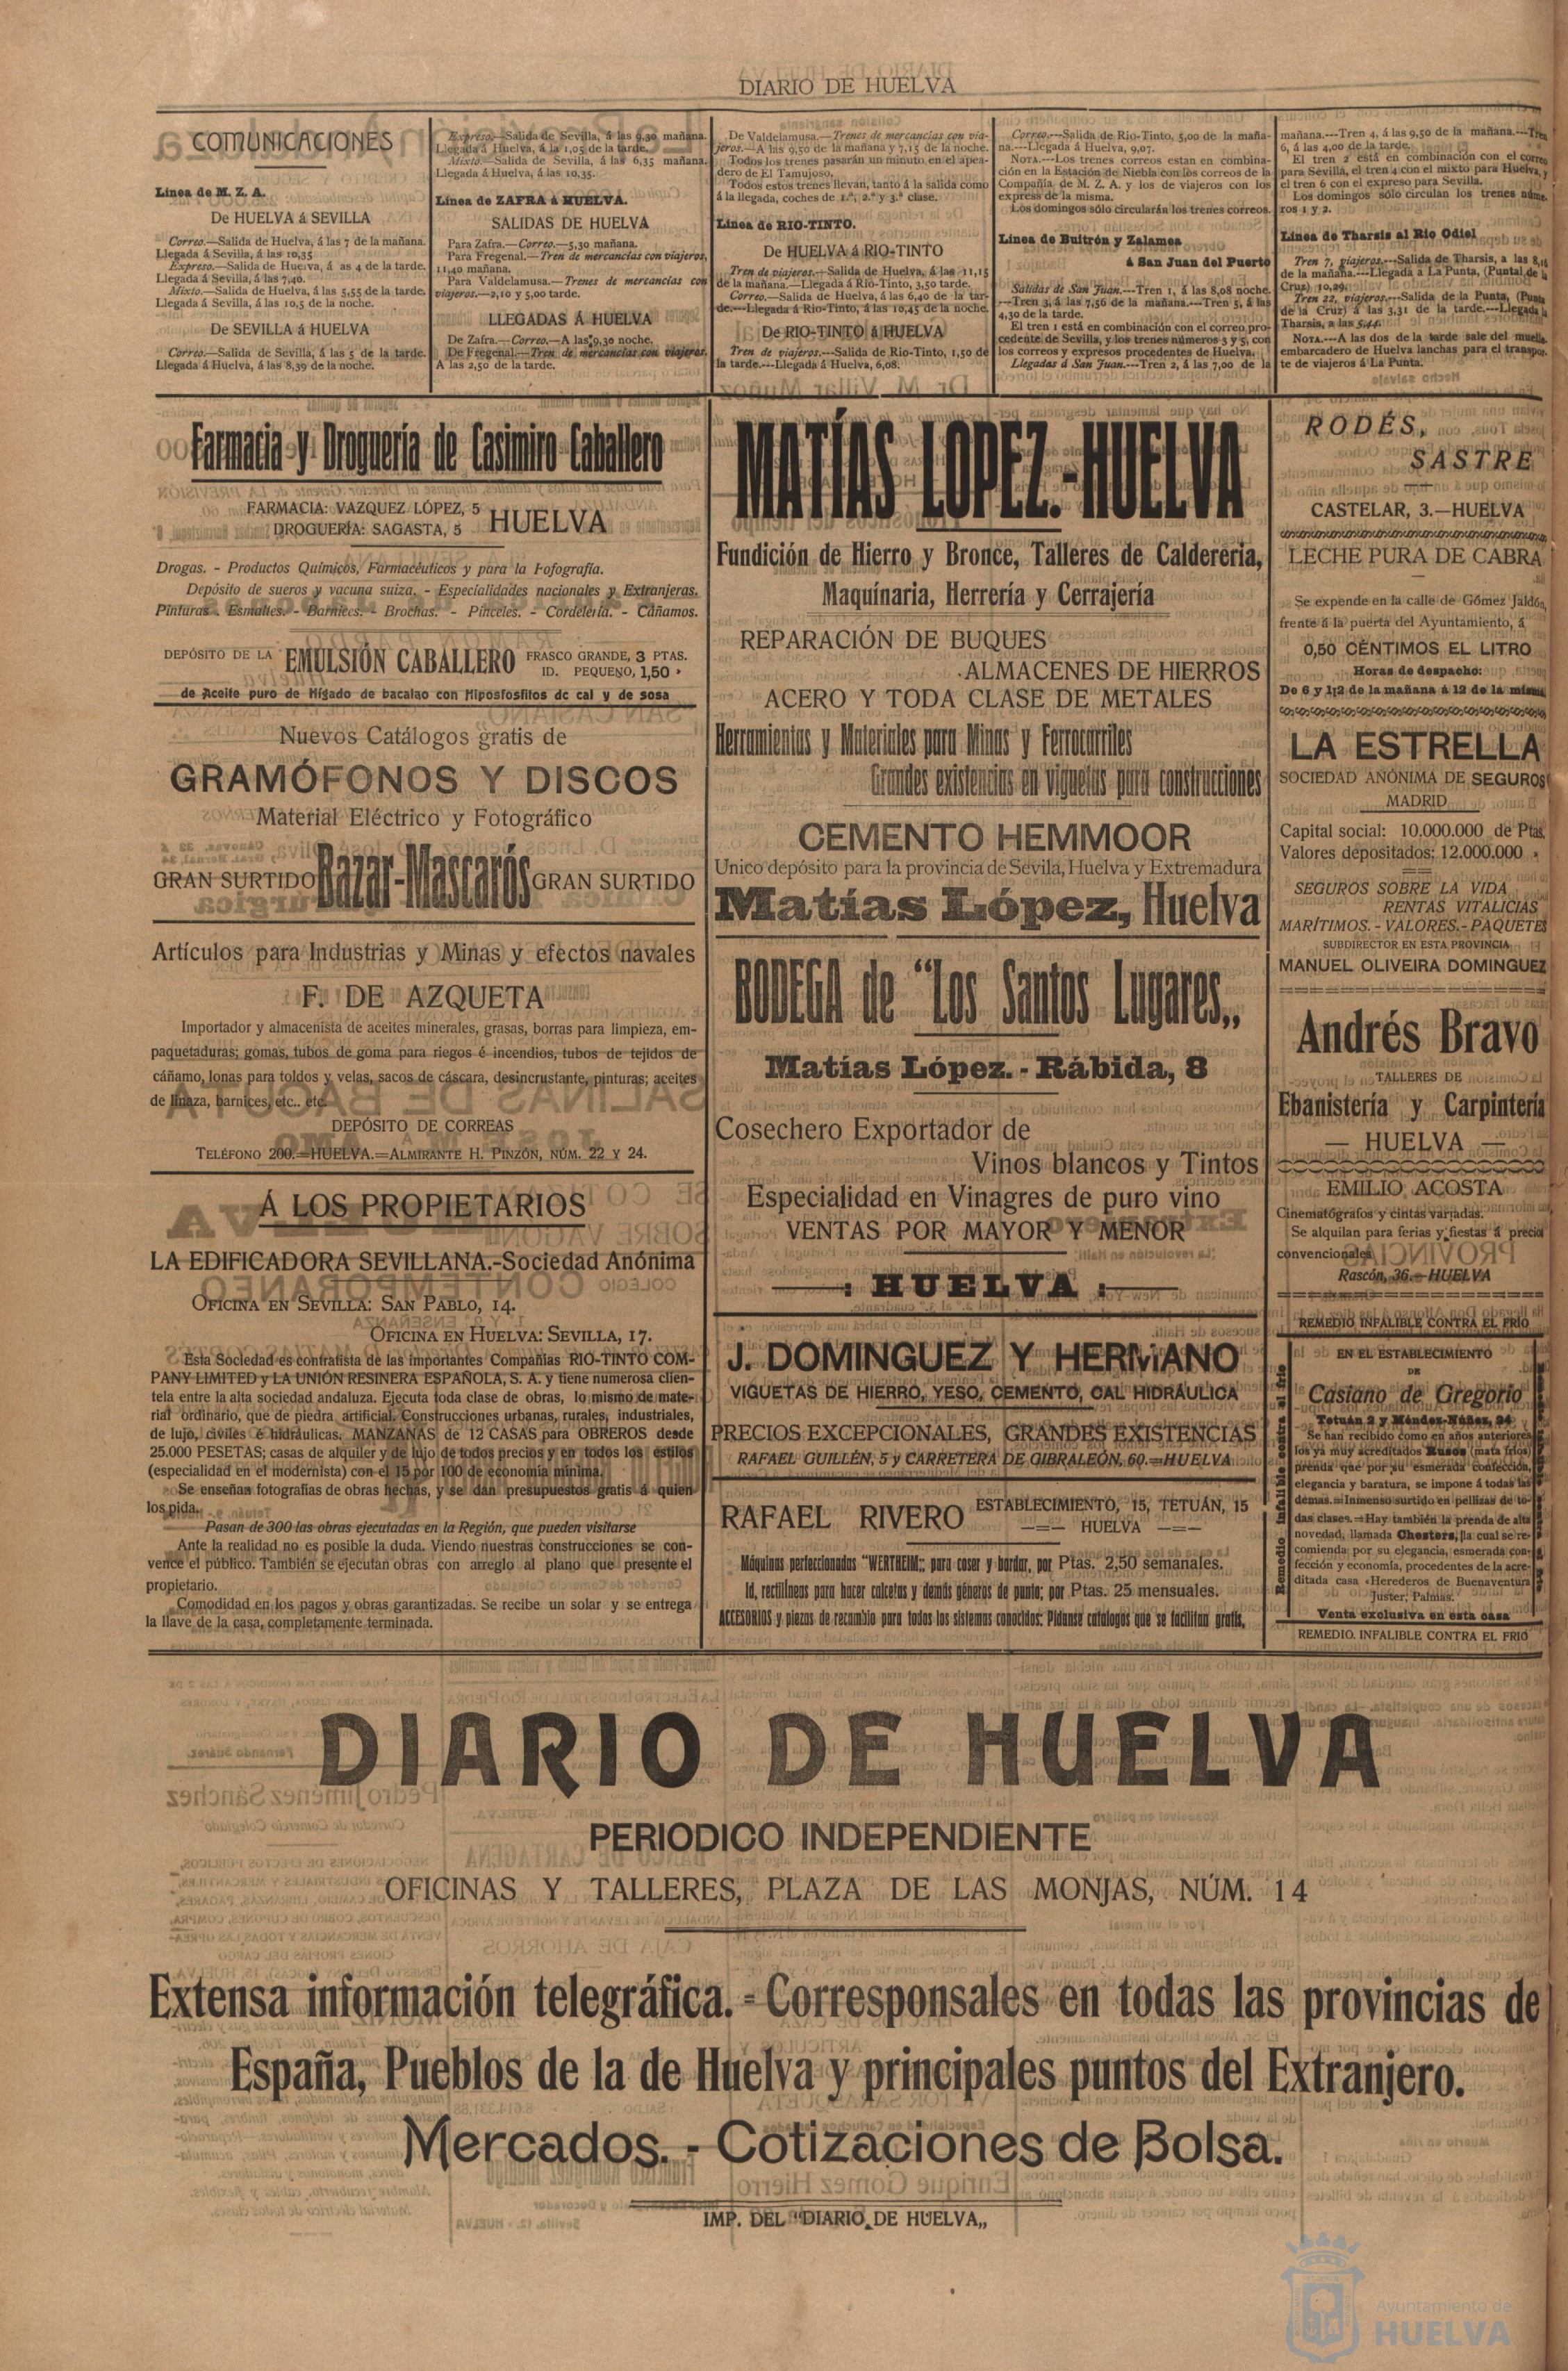 DIARIO DE HUELVA
COMUNICACIONES
Línea de M. Z. A.
De HUELVA á SEVILLA
Correo.—Salida de Huelva, á las 7 de la mañana.
Llegada á Sevilla, á las 10,35
Expreso.—Salida de Huelva, á as 4 de la tarde.
Llegada á Sevilla, á las 7,40.
Mixto.—Salida de Huelva, á las 5,55 de la tarde.
Llegada á Sevilla, á las 10,5 de la noche.
De SEVILLA á HUELVA
Correo.—Salida de Sevilla, á las 5 de la tarde.
Llegada á Huelva, á las 8,39 de la noche.
Expreso.—Salida de Sevilla, á las 9,30 mañana.
Llegada á Huelva, á la 1,05 de la tarde.
Mixto.—Salida de Sevilla, á las 6,35 mañana.
Llegada á Huelva, á las 10,35.
Línea de ZAFRA á HUELVA.
SALIDAS DE HUELVA
Para Zafra.—Correo.—5,30 mañana.
Para Fregenal.—Tren de mercancías con viajeros,
11,40 mañana.
Para Valdelamusa.—Trenes de mercancías con
viajeros.—2,10 y 5,00 tarde.
LLEGADAS Á HUELVA
De Zafra.—Correo.—A las 9,30 noche.
De Fregenal.—Tren de mercancías con viajeros.
A las 2,50 de la tarde.
De Valdelamusa.—Trenes de mercancías con via-
jeros.—A las 9,50 de la mañana y 7,15 de la noche.
Todos los trenes pasarán un minuto en el apea-
dero de El Tamujoso.
Todos estos trenes llevan, tanto á la salida como
á la llegada, coches de 1.ª, 2.ª y 3.ª clase.
Línea de RIO-TINTO.
De HUELVA á RIO-TINTO
Tren de viajeros.—Salida de Huelva, á las 11,15
de la mañana.—Llegada á Rio-Tinto, 3,50 tarde.
Correo.—Salida de Huelva, á las 6,40 de la tar-
de.---Llegada á Rio-Tinto, á las 10,45 de la noche.
De RIO-TINTO á HUELVA
Tren de viajeros.---Salida de Rio-Tinto, 1,50 de
la tarde.---Llegada á Huelva, 6,08.
Correo.—Salida de Rio-Tinto, 5,00 de la maña-
na.—Llegada á Huelva, 9,07.
NOTA.---Los trenes correos estan en combina-
ción en la Estación de Niebla con los correos de la
Compañía de M. Z. A. y los de viajeros con los
express de la misma.
Los domingos sólo circularán los trenes correos.
Línea de Buitrón y Zalamea
á San Juan del Puerto
Salidas de San Juan.---Tren 1, á las 8,08 noche.
---Tren 3, á las 7,56 de la mañana.---Tren 5, á las
4,30 de la tarde.
El tren 1 está en combinación con el correo pro-
cedente de Sevilla, y los trenes números 3 y 5, con
los correos y expresos procedentes de Huelva.
Llegadas á San Juan.---Tren 2, á las 7,00 de la
mañana.---Tren 4, á las 9,50 de la mañana.---Tren
6, á las 4,00 de la tarde.
El tren 2 está en combinación con el correo
para Sevilla, el tren 4 con el mixto para Huelva, y
el tren 6 con el expreso para Sevilla.
Los domingos sólo circulan los trenes núme-
ros 1 y 2.
Línea de Tharsis al Río Odiel
Tren 7, viajeros.---Salida de Tharsis, a las 8,15
de la mañana.---Llegada á La Punta, (Puntal de la
Cruz) 10,29.
Tren 22, viajeros.---Salida de la Punta, (Punta
de la Cruz) á las 3,31 de la tarde.---Llegada á
Tharsis, a las 5,44.
NOTA.---A las dos de la tarde sale del muelle
embarcadero de Huelva lanchas para el transpor-
te de viajeros á La Punta.
Farmacia y Droguería de Casimiro Caballero
FARMACIA: VAZQUEZ LÓPEZ, 5
DROGUERÍA: SAGASTA, 5
HUELVA
Drogas. - Productos Químicos, Farmacéuticos y para la Fofografía.
Depósito de sueros y vacuna suiza. - Especialidades nacionales y Extranjeras.
Pinturas - Esmaltes. - Barnices. - Brochas. - Pinceles. - Cordelería. - Cáñamos.
DEPÓSITO DE LA EMULSIÓN CABALLERO FRASCO GRANDE, 3 PTAS.
ID. PEQUEÑO, 1,50 »
de Aceite puro de Hígado de bacalao con Hiposfosfitos de cal y de sosa
Nuevos Catálogos gratis de
GRAMÓFONOS Y DISCOS
Material Eléctrico y Fotográfico
GRAN SURTIDO Bazar-Mascarós GRAN SURTIDO
Artículos para Industrias y Minas y efectos navales
F. DE AZQUETA
Importador y almacenista de aceites minerales, grasas, borras para limpieza, em-
paquetaduras; gomas, tubos de goma para riegos é incendios, tubos de tejidos de
cáñamo, lonas para toldos y velas, sacos de cáscara, desincrustante, pinturas; aceites
de linaza, barnices, etc.. etc.
DEPÓSITO DE CORREAS
TELÉFONO 200.=HUELVA.=ALMIRANTE H. PINZÓN, NÚM. 22 Y 24.
Á LOS PROPIETARIOS
LA EDIFICADORA SEVILLANA.-Sociedad Anónima
OFICINA EN SEVILLA: SAN PABLO, 14.
OFICINA EN HUELVA: SEVILLA, 17.
Esta Sociedad es contratista de las importantes Compañías RIO-TINTO COM-
PANY LIMITED y LA UNIÓN RESINERA ESPAÑOLA, S. A. y tiene numerosa clien-
tela entre la alta sociedad andaluza. Ejecuta toda clase de obras, lo mismo de mate-
rial ordinario, que de piedra artificial. Construcciones urbanas, rurales, industriales,
de lujo, civiles é hidráulicas. MANZANAS de 12 CASAS para OBREROS desde
25.000 PESETAS; casas de alquiler y de lujo de todos precios y en todos los estilos
(especialidad en el modernista) con el 15 por 100 de economía mínima.
Se enseñan fotografías de obras hechas, y se dan presupuestos gratis á quien
los pida.
Pasan de 300 las obras ejecutadas en la Región, que pueden visitarse
Ante la realidad no es posible la duda. Viendo nuestras construcciones se con-
vence el público. También se ejecutan obras con arreglo al plano que presente el
propietario.
Comodidad en los pagos y obras garantizadas. Se recibe un solar y se entrega
la llave de la casa, completamente terminada.
MATÍAS LOPEZ.-HUELVA
Fundición de Hierro y Bronce, Talleres de Caldereria,
Maquinaria, Herrería y Cerrajería
REPARACIÓN DE BUQUES
ALMACENES DE HIERROS
ACERO Y TODA CLASE DE METALES
Herramientas y Materiales para Minas y Ferrocarriles
Grandes existencias en viguetas para construcciones
CEMENTO HEMMOOR
Unico depósito para la provincia de Sevila, Huelva y Extremadura
Matías López, Huelva
BODEGA de "Los Santos Lugares„
Matías López. - Rábida, 8
Cosechero Exportador de
Vinos blancos y Tintos
Especialidad en Vinagres de puro vino
VENTAS POR MAYOR Y MENOR
: HUELVA :
J. DOMINGUEZ Y HERMANO
VIGUETAS DE HIERRO, YESO, CEMENTO, CAL HIDRÁULICA
PRECIOS EXCEPCIONALES, GRANDES EXISTENCIAS
RAFAEL GUILLÉN, 5 y CARRETERA DE GIBRALEÓN, 60.=HUELVA
RAFAEL RIVERO ESTABLECIMIENTO, 15, TETUÁN, 15
—=— HUELVA —=—
Máquinas perfeccionadas "WERTHEIM„ para coser y bordar, por Ptas. 2,50 semanales.
Id, rectilíneas para hacer calcetas y demás géneros de punto; por Ptas. 25 mensuales.
ACCESORIOS y piezas de recambio para todos los sistemas conocidos: Pídanse catálogos que se facilitan gratis.
RODÉS,
SASTRE
CASTELAR, 3.—HUELVA
LECHE PURA DE CABRA
Se expende en la calle de Gómez Jaldón,
frente á la puerta del Ayuntamiento, á
0,50 CÉNTIMOS EL LITRO
Horas de despacho:
De 6 y 1;2 de la mañana á 12 de la misma
LA ESTRELLA
SOCIEDAD ANÓNIMA DE SEGUROS
MADRID
Capital social: 10.000.000 de Ptas.
Valores depositados: 12.000.000 »
SEGUROS SOBRE LA VIDA
RENTAS VITALICIAS
MARÍTIMOS. - VALORES. - PAQUETES
SUBDIRECTOR EN ESTA PROVINCIA
MANUEL OLIVEIRA DOMINGUEZ
Andrés Bravo
TALLERES DE
Ebanistería y Carpintería
— HUELVA —
EMILIO ACOSTA
Cinematógrafos y cintas variadas.
Se alquilan para ferias y fiestas á precio
convencionales
Rascón, 36.—HUELVA
REMEDIO INFALIBLE CONTRA EL FRIO
Remedio infalible contra el frio
EN EL ESTABLECIMIENTO
DE
Casiano de Gregorio
Tetuán 2 y Méndez-Núñez, 24
Se han recibido como en años anteriores
los ya muy acreditados Rusos (mata fríos)
prenda que por su esmerada confección,
elegancia y baratura, se impone á todas las
demás.=Inmenso surtido en pellizas de to-
das clases.=Hay también la prenda de alta
novedad, llamada Chesters, la cual se re-
comienda por su elegancia, esmerada con-
fección y economía, procedentes de la acre-
ditada casa «Herederos de Buenaventura
Juster, Palmas.
Venta exclusiva en esta casa
REMEDIO INFALIBLE CONTRA EL FRIO
DIARIO DE HUELVA
PERIODICO INDEPENDIENTE
OFICINAS Y TALLERES, PLAZA DE LAS MONJAS, NÚM. 14
Extensa información telegráfica. - Corresponsales en todas las provincias de
España, Pueblos de la de Huelva y principales puntos del Extranjero.
Mercados. - Cotizaciones de Bolsa.
IMP. DEL "DIARIO DE HUELVA„
Ayuntamiento de
HUELVA